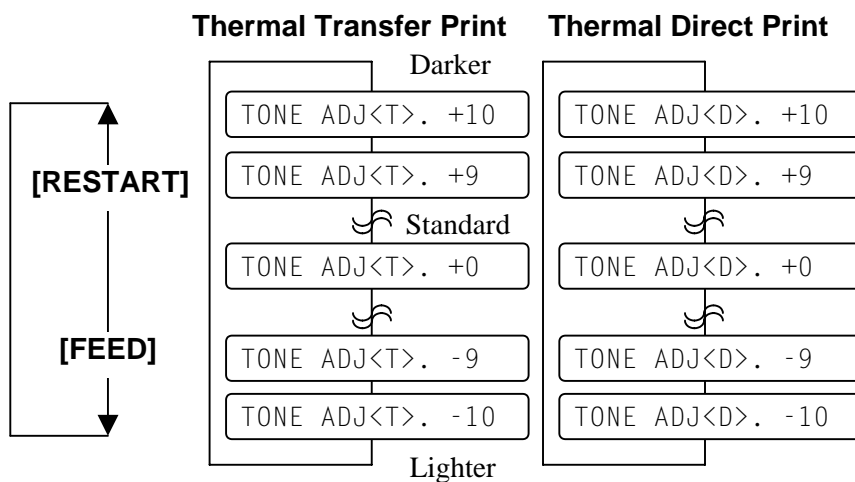 Thermal Transfer Print Thermal Direct Print
Darker
TONE ADJ<T>. +10 TONE ADJ<D>. +10
[RESTART] TONE ADJ<T>. +9 TONE ADJ<D>. +9
Standard
TONE ADJ<T>. +0 TONE ADJ<D>. +0
[FEED] TONE ADJ<T>. -9 TONE ADJ<D>. -9
TONE ADJ<T>. -10 TONE ADJ<D>. -10
Lighter